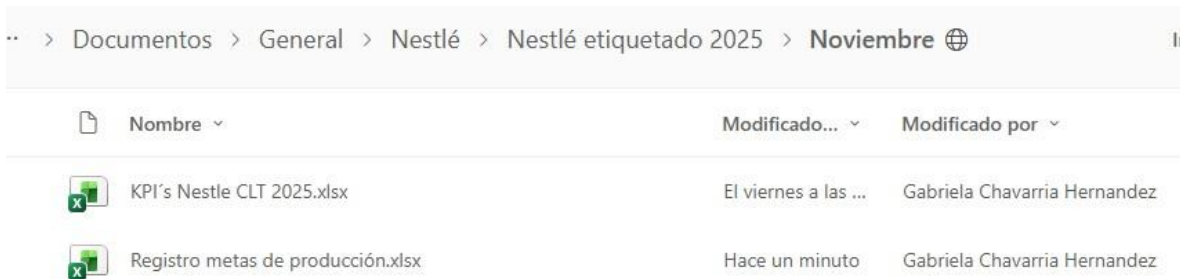 ·· > Documentos > General > Nestlé > Nestlé etiquetado 2025 > Noviembre
Nombre Modificado... Modificado por
KPI´s Nestle CLT 2025.xlsx El viernes a las ... Gabriela Chavarria Hernandez
Registro metas de producción.xlsx Hace un minuto Gabriela Chavarria Hernandez